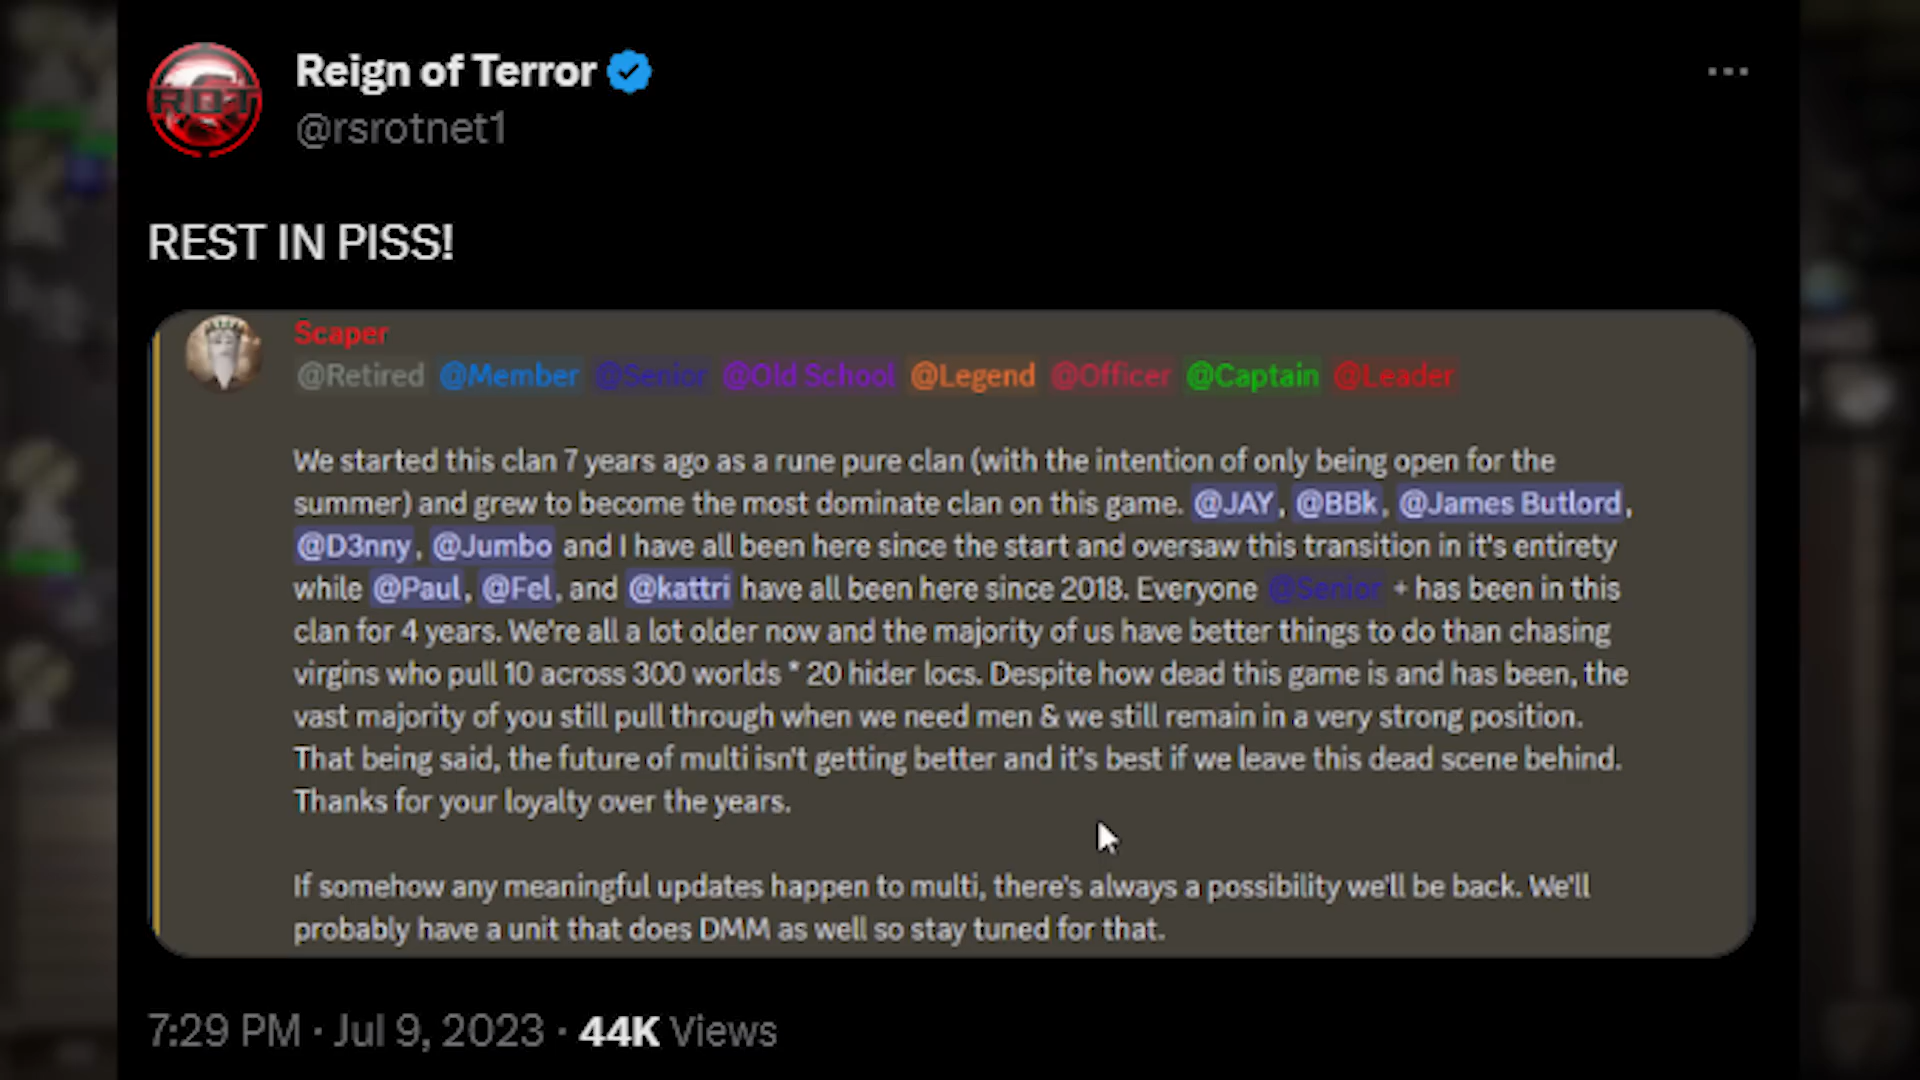 Reign of Terror
@rsrotnet1
ROT
REST IN PISS!
Scaper
@Retired @Member @Senior @Old School @Legend @Officer @Captain @Leader
We started this clan 7 years ago as a rune pure clan (with the intention of only being open for the
summer) and grew to become the most dominate clan on this game. @JAY, @BBk, @James Butlord,
@D3nny, @Jumbo and I have all been here since the start and oversaw this transition in it's entirety
while @Paul, @Fel, and @kattri have all been here since 2018. Everyone @Senior + has been in this
clan for 4 years. We're all a lot older now and the majority of us have better things to do than chasing
virgins who pull 10 across 300 worlds * 20 hider locs. Despite how dead this game is and has been, the
vast majority of you still pull through when we need men & we still remain in a very strong position.
That being said, the future of multi isn't getting better and it's best if we leave this dead scene behind.
Thanks for your loyalty over the years.
If somehow any meaningful updates happen to multi, there's always a possibility we'll be back. We'll
probably have a unit that does DMM as well so stay tuned for that.
7:29 PM · Jul 9, 2023 · 44K Views